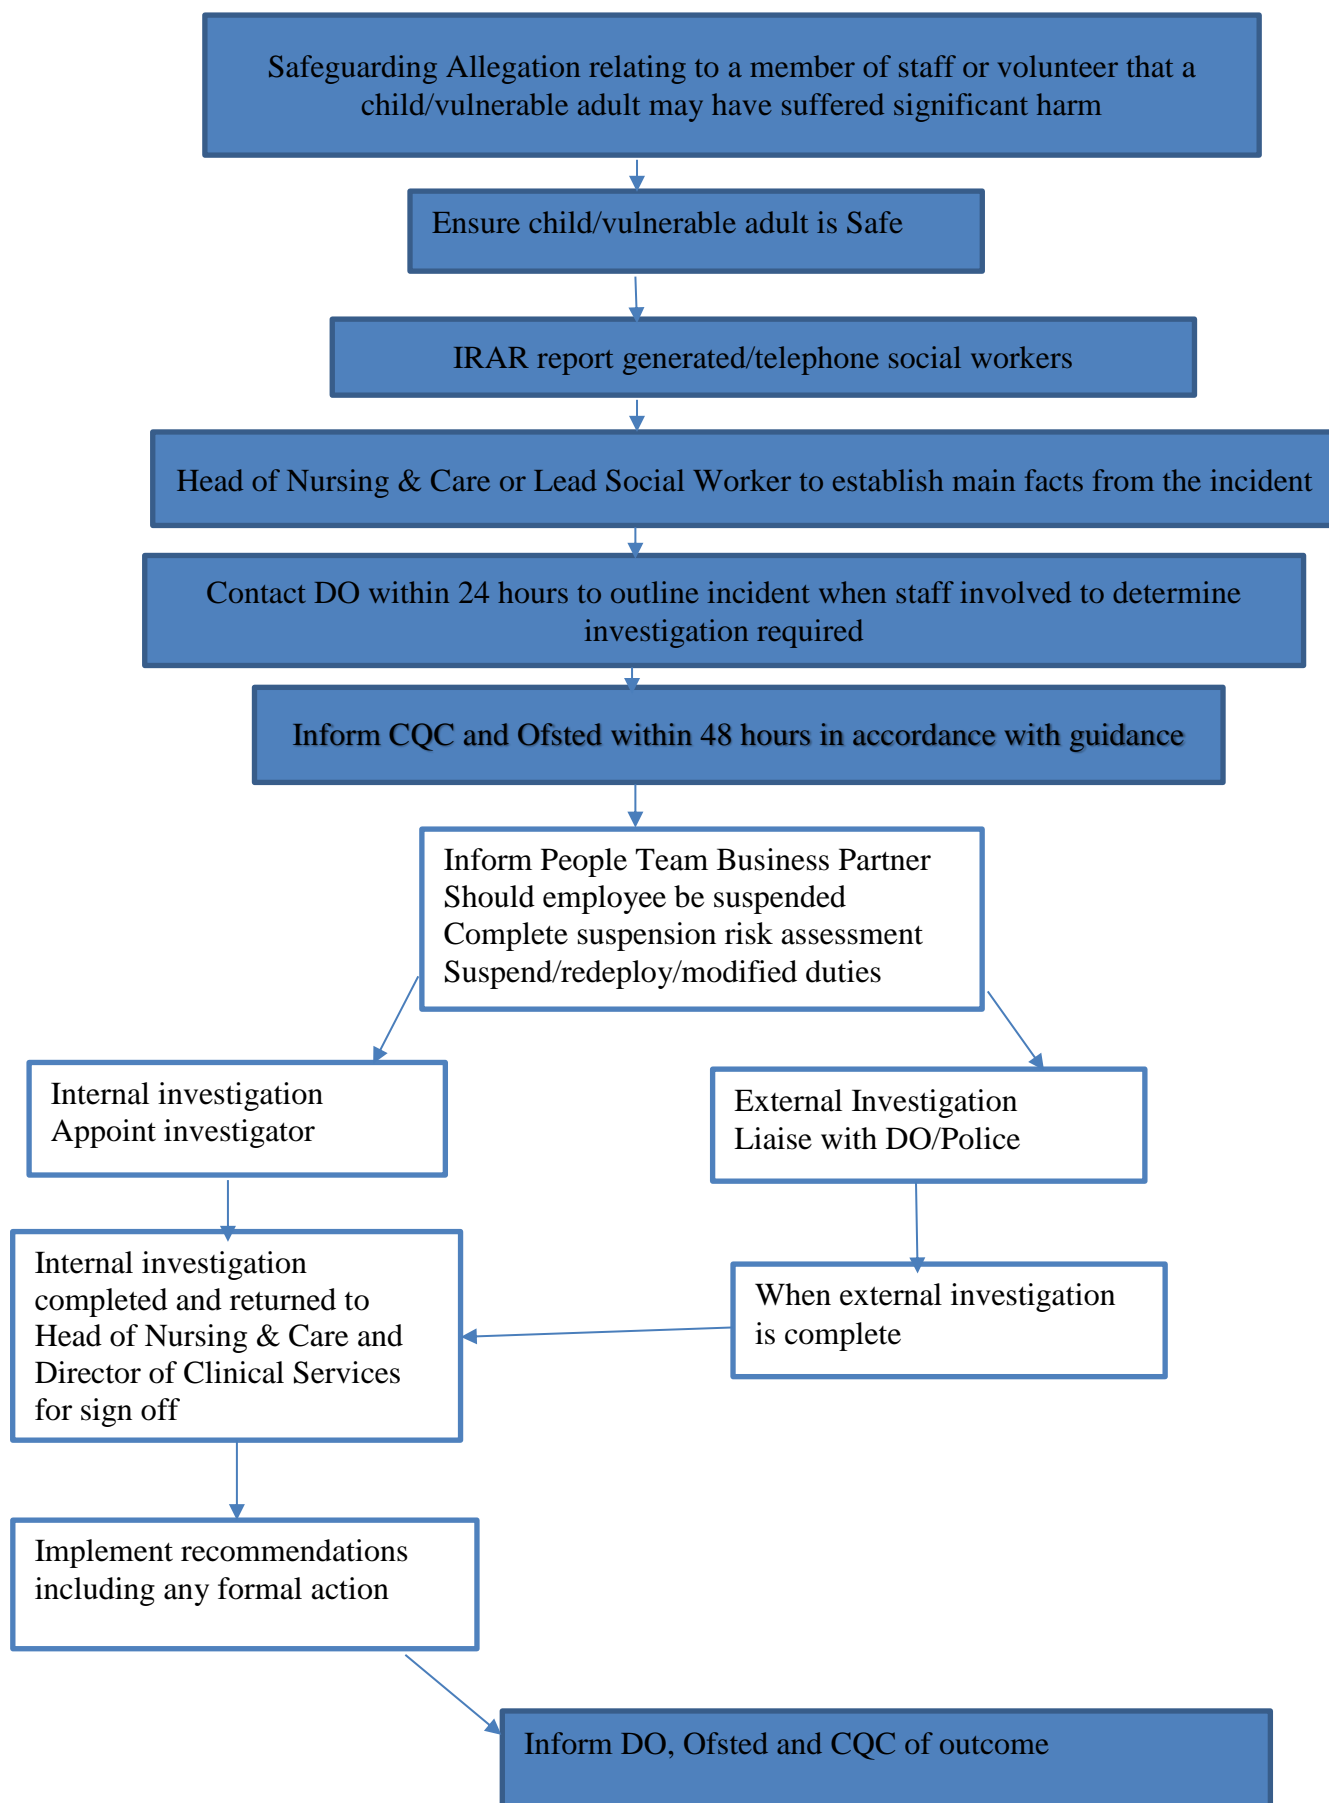 Safeguarding Allegation relating to a member of staff or volunteer that a
child/vulnerable adult may have suffered significant harm
Ensure child/vulnerable adult is Safe
IRAR report generated/telephone social workers
Head of Nursing & Care or Lead Social Worker to establish main facts from the incident
Contact DO within 24 hours to outline incident when staff involved to determine
investigation required
Inform CQC and Ofsted within 48 hours in accordance with guidance
Inform People Team Business Partner
Should employee be suspended
Complete suspension risk assessment
Suspend/redeploy/modified duties
Internal investigation
Appoint investigator
External Investigation
Liaise with DO/Police
Internal investigation
completed and returned to
Head of Nursing & Care and
Director of Clinical Services
for sign off
When external investigation
is complete
Implement recommendations
including any formal action
Inform DO, Ofsted and CQC of outcome